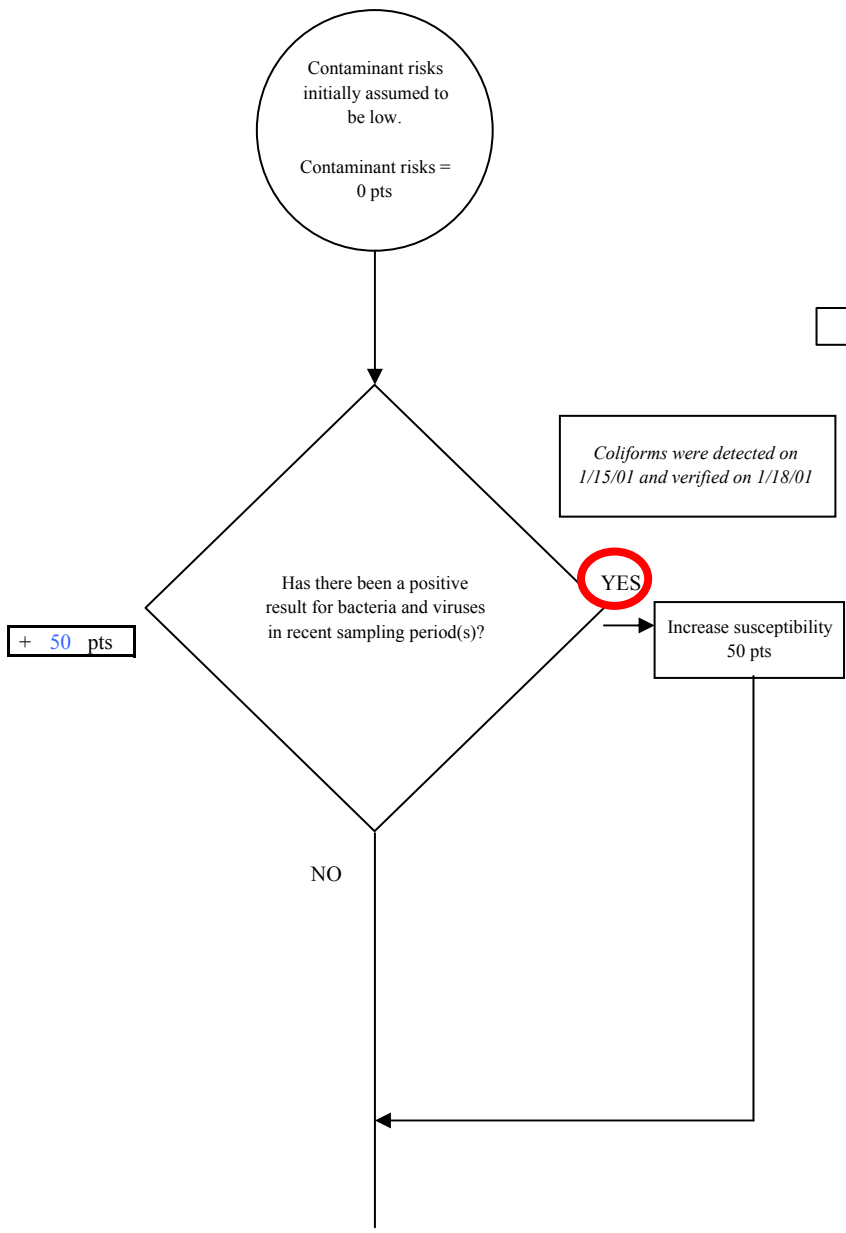 Contaminant risks
initially assumed to
be low.
Contaminant risks =
0 pts
Coliforms were detected on
1/15/01 and verified on 1/18/01
Has there been a positive
result for bacteria and viruses
in recent sampling period(s)?
YES
+ 50 pts
Increase susceptibility
50 pts
NO